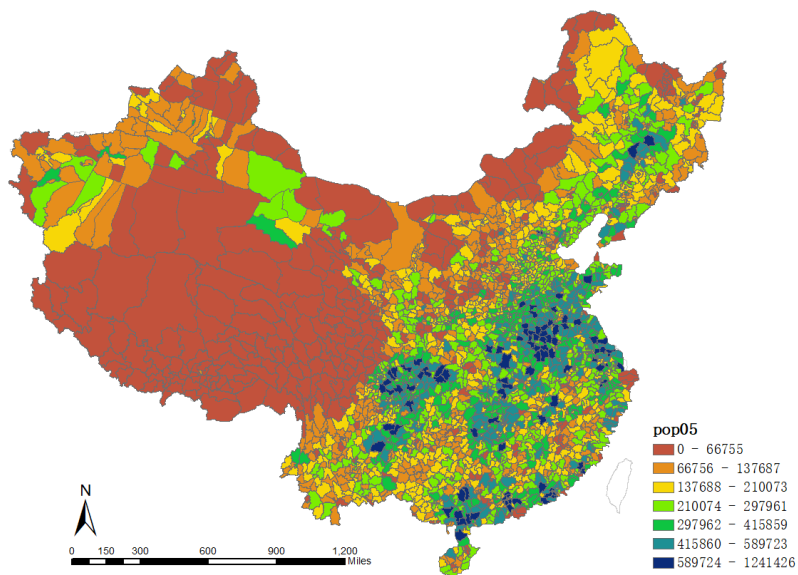 N
0 150 300 600 900 1,200
Miles
pop05
0 - 66755
66756 - 137687
137688 - 210073
210074 - 297961
297962 - 415859
415860 - 589723
589724 - 1241426